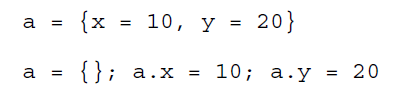 a = {x = 10, y = 20}
a = {}; a.x = 10; a.y = 20